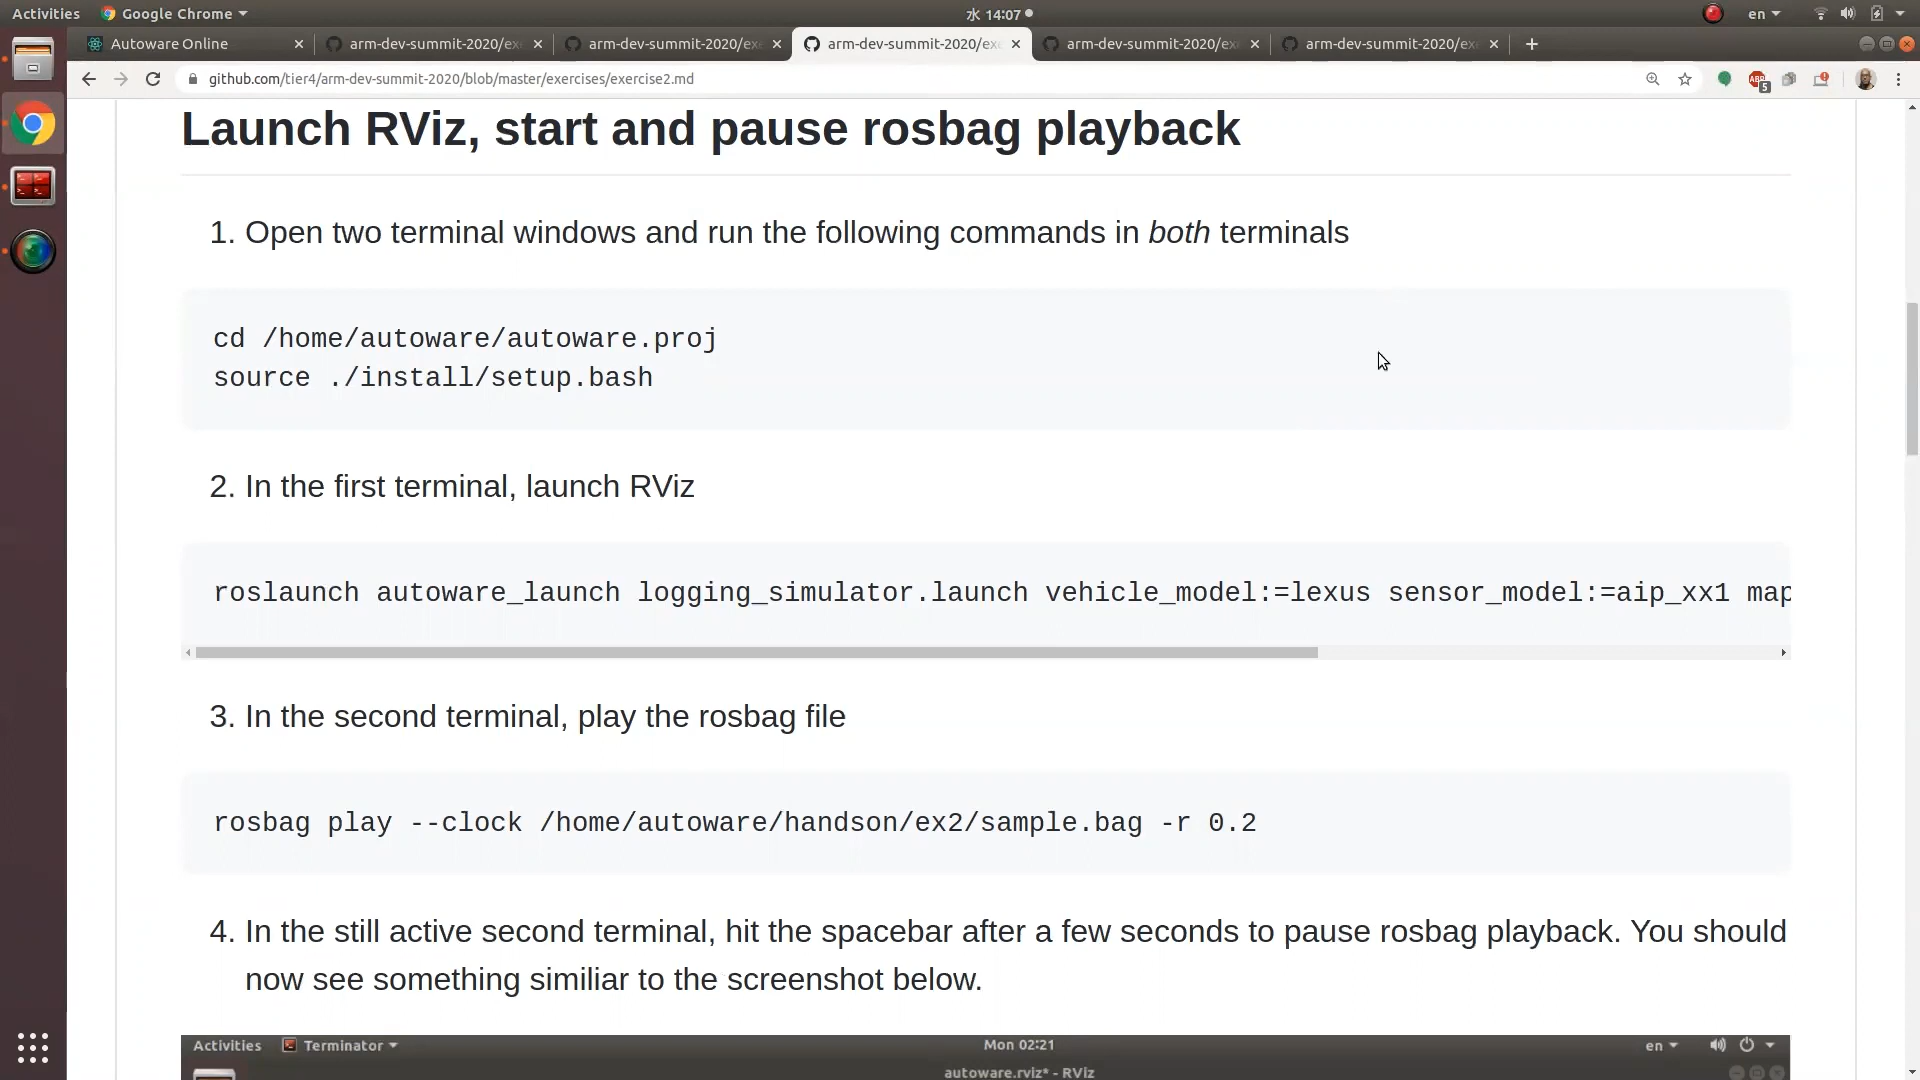 Activities Google Chrome 水 14:07 en
Autoware Online arm-dev-summit-2020/exe arm-dev-summit-2020/exe arm-dev-summit-2020/exe arm-dev-summit-2020/exe arm-dev-summit-2020/exe
github.com/tier4/arm-dev-summit-2020/blob/master/exercises/exercise2.md ABP 5
Launch RViz, start and pause rosbag playback
1. Open two terminal windows and run the following commands in both terminals
cd /home/autoware/autoware.proj
source ./install/setup.bash
2. In the first terminal, launch RViz
roslaunch autoware_launch logging_simulator.launch vehicle_model:=lexus sensor_model:=aip_xx1 map
3. In the second terminal, play the rosbag file
rosbag play --clock /home/autoware/handson/ex2/sample.bag -r 0.2
4. In the still active second terminal, hit the spacebar after a few seconds to pause rosbag playback. You should
now see something similiar to the screenshot below.
Activities Terminator Mon 02:21 en
autoware.rviz* - RViz